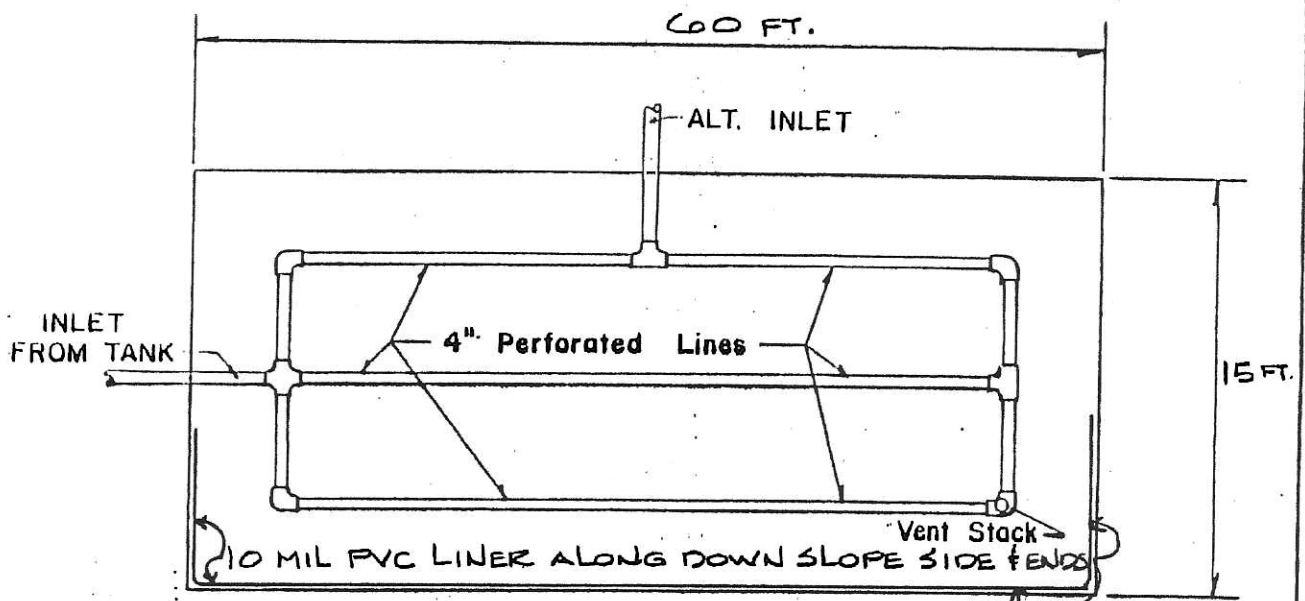 60 FT.
ALT. INLET
INLET
FROM TANK
4" Perforated Lines
15 FT.
Vent Stack
10 MIL PVC LINER ALONG DOWN SLOPE SIDE & ENDS